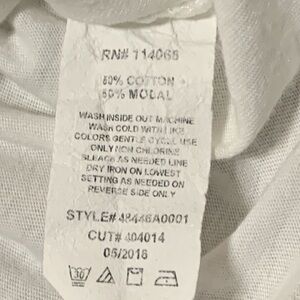 RN# 114066
50% COTTON
50% MODAL
WASH INSIDE OUT MACHINE
WASH COLD WITH LIKE
COLORS GENTLE CYCLE USE
ONLY NON CHLORINE
BLEACH AS NEEDED LINE
DRY IRON ON LOWEST
SETTING AS NEEDED ON
REVERSE SIDE ONLY
STYLE# 48446A0001
CUT# 404014
05/2016
30